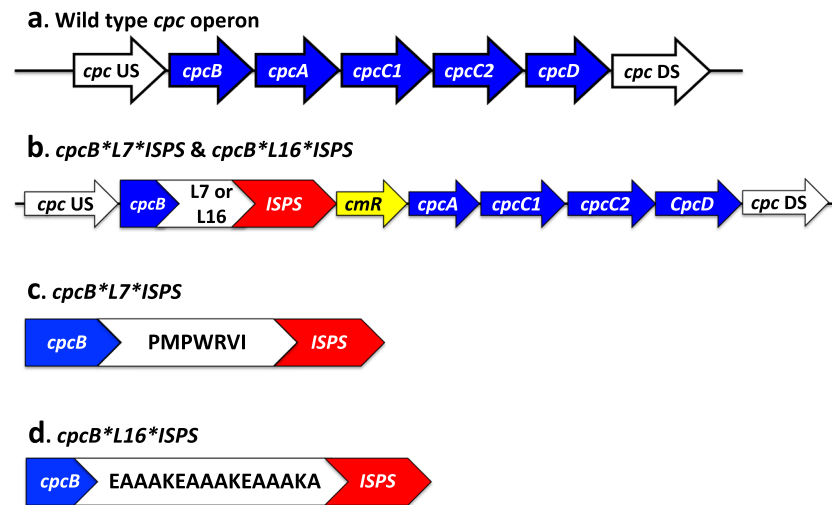 a. Wild type cpc operon
cpc US cpcB cpcA cpcC1 cpcC2 cpcD cpc DS
b. cpcB*L7*ISPS & cpcB*L16*ISPS
cpc US cpcB L7 or L16 ISPS cmR cpcA cpcC1 cpcC2 CpcD cpc DS
c. cpcB*L7*ISPS
cpcB PMPWRVI ISPS
d. cpcB*L16*ISPS
cpcB EAAAKEAAAKEAAAKA ISPS